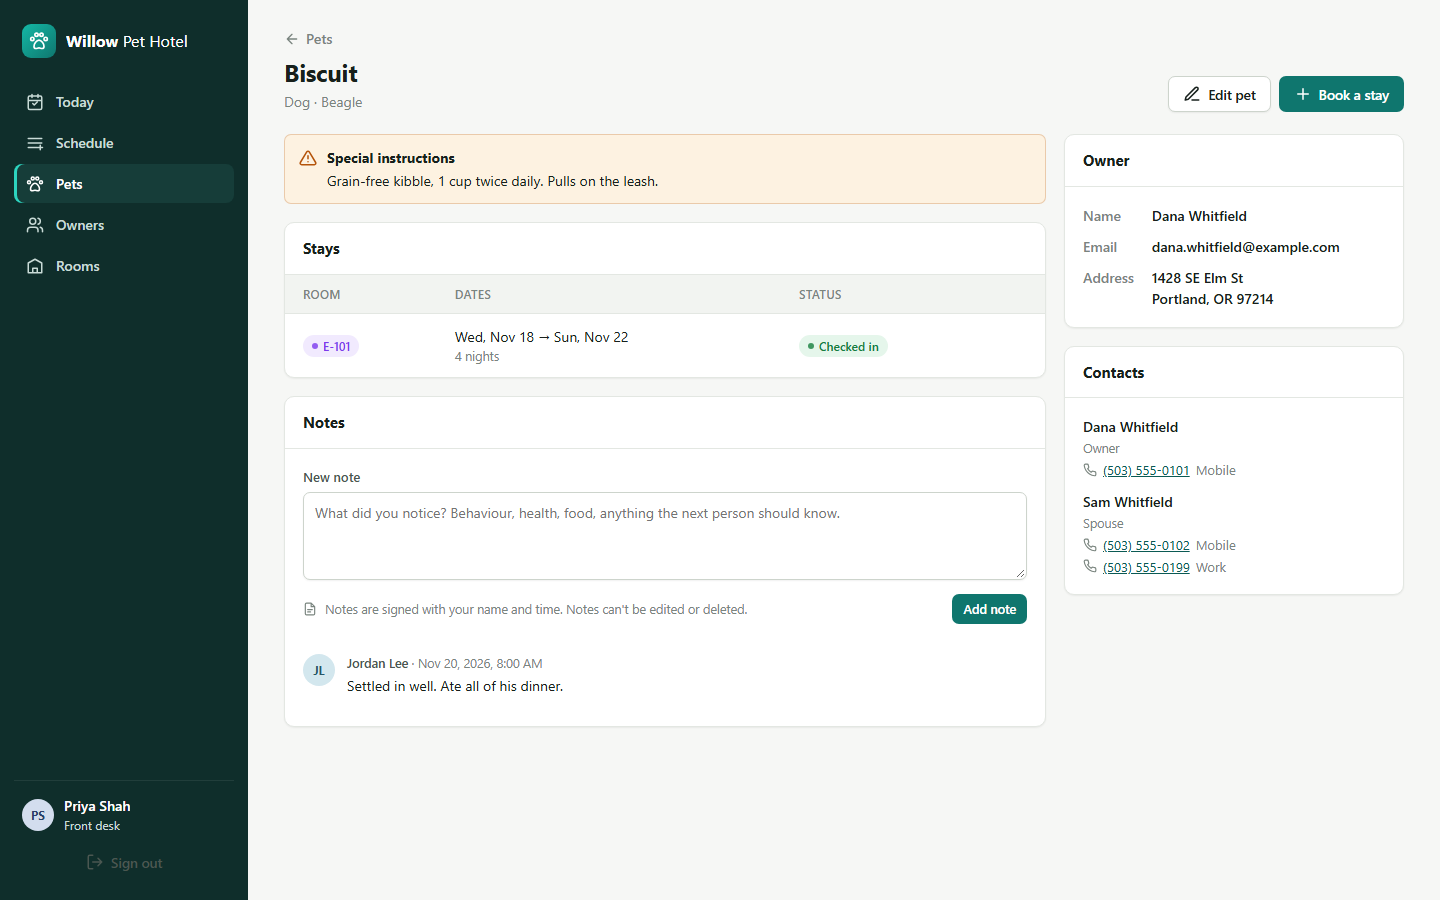 Willow Pet Hotel
Today
Schedule
Pets
Owners
Rooms
Priya Shah
PS
Front desk
Sign out
Pets
Biscuit
Dog · Beagle
Edit pet
Book a stay
Special instructions
Grain-free kibble, 1 cup twice daily. Pulls on the leash.
Stays
ROOM DATES STATUS
E-101 Wed, Nov 18 → Sun, Nov 22 Checked in
4 nights
Notes
New note
What did you notice? Behaviour, health, food, anything the next person should know.
Notes are signed with your name and time. Notes can't be edited or deleted.
Add note
JL
Jordan Lee · Nov 20, 2026, 8:00 AM
Settled in well. Ate all of his dinner.
Owner
Name Dana Whitfield
Email dana.whitfield@example.com
Address 1428 SE Elm St
Portland, OR 97214
Contacts
Dana Whitfield
Owner
(503) 555-0101 Mobile
Sam Whitfield
Spouse
(503) 555-0102 Mobile
(503) 555-0199 Work